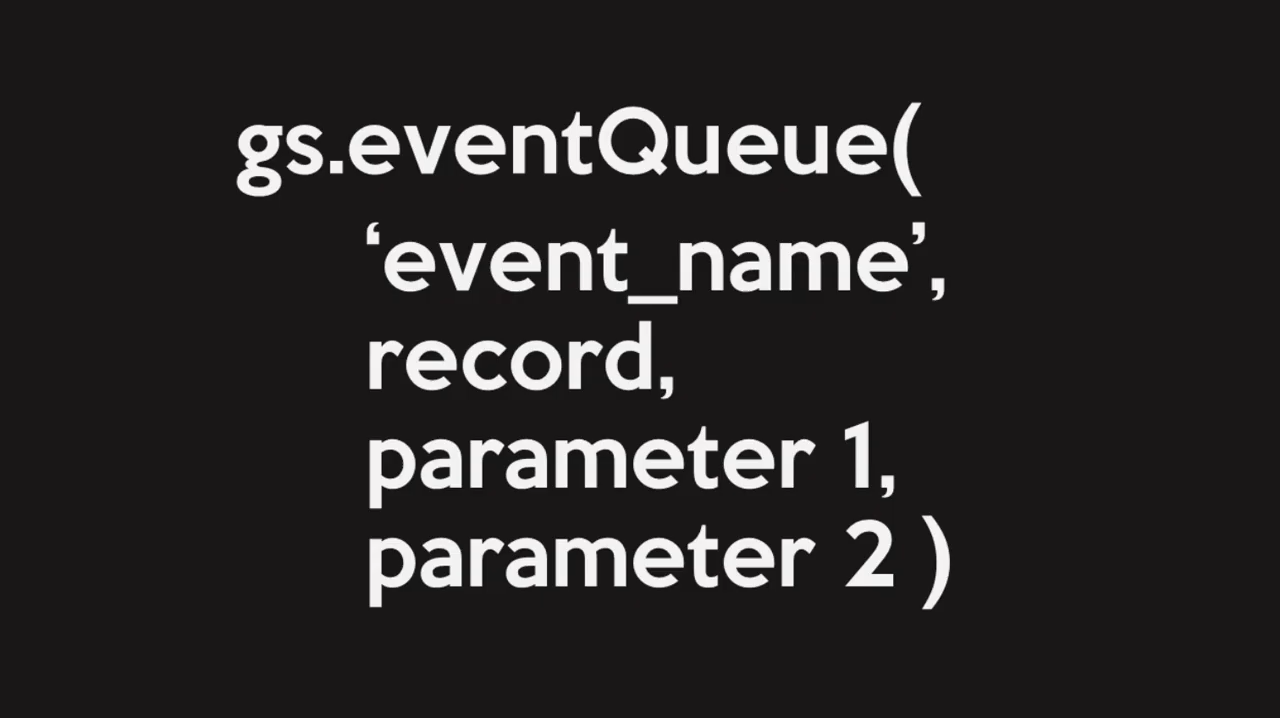 gs.eventQueue(
‘event_name’,
record,
parameter 1,
parameter 2 )